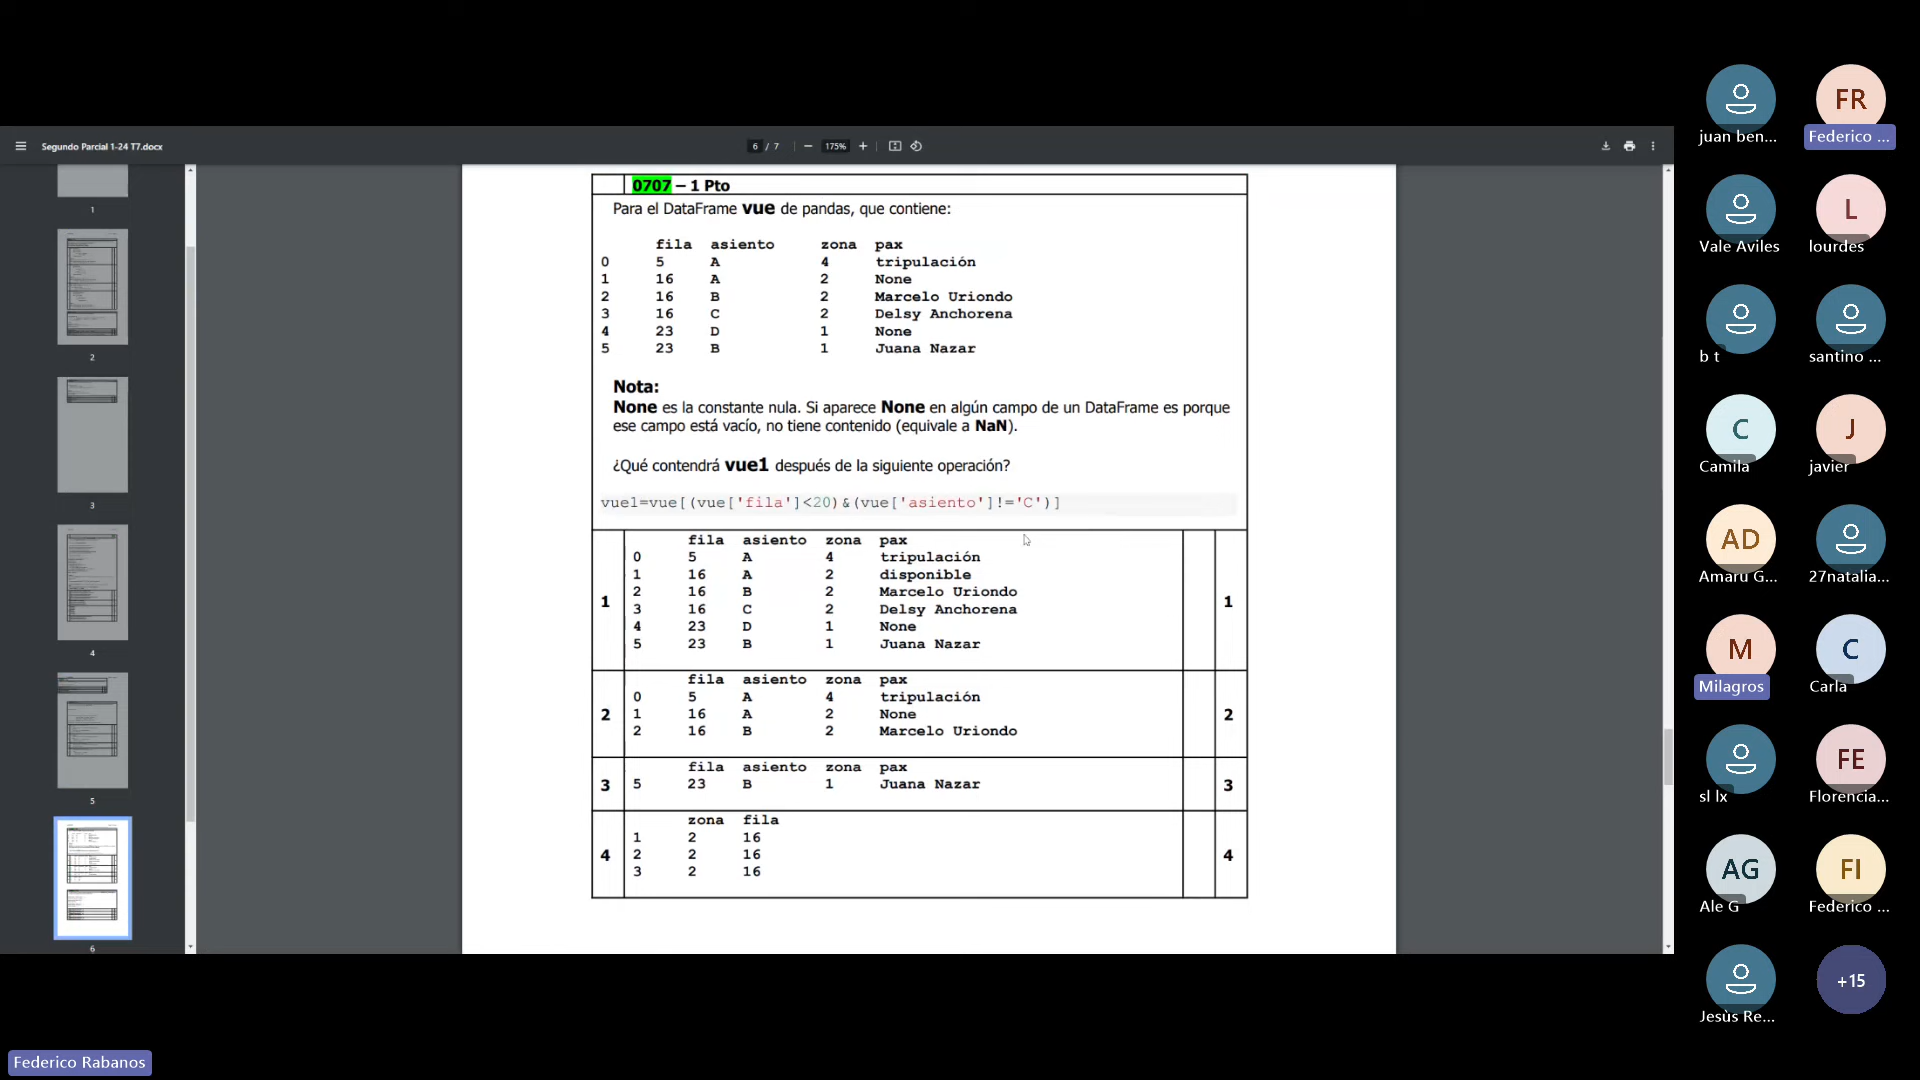 Segundo Parcial 1-24 T7.docx
6 / 7
175%
1
2
3
4
5
6
0707 – 1 Pto
Para el DataFrame vue de pandas, que contiene:
fila asiento zona pax
0 5 A 4 tripulación
1 16 A 2 None
2 16 B 2 Marcelo Uriondo
3 16 C 2 Delsy Anchorena
4 23 D 1 None
5 23 B 1 Juana Nazar
Nota:
None es la constante nula. Si aparece None en algún campo de un DataFrame es porque
ese campo está vacío, no tiene contenido (equivale a NaN).
¿Qué contendrá vue1 después de la siguiente operación?
vue1=vue[(vue['fila']<20)&(vue['asiento']!='C')]
fila asiento zona pax
0 5 A 4 tripulación
1 16 A 2 disponible
2 16 B 2 Marcelo Uriondo
1 3 16 C 2 Delsy Anchorena 1
4 23 D 1 None
5 23 B 1 Juana Nazar
fila asiento zona pax
0 5 A 4 tripulación
2 1 16 A 2 None 2
2 16 B 2 Marcelo Uriondo
fila asiento zona pax
3 5 23 B 1 Juana Nazar 3
zona fila
1 2 16
4 2 2 16 4
3 2 16
juan ben...
FR
Federico ...
Vale Aviles
L
lourdes
b t
santino ...
C
Camila
J
javier
AD
Amaru G...
27natalia...
M
Milagros
C
Carla
sl lx
FE
Florencia...
AG
Ale G
FI
Federico ...
Jesùs Re...
+15
Federico Rabanos